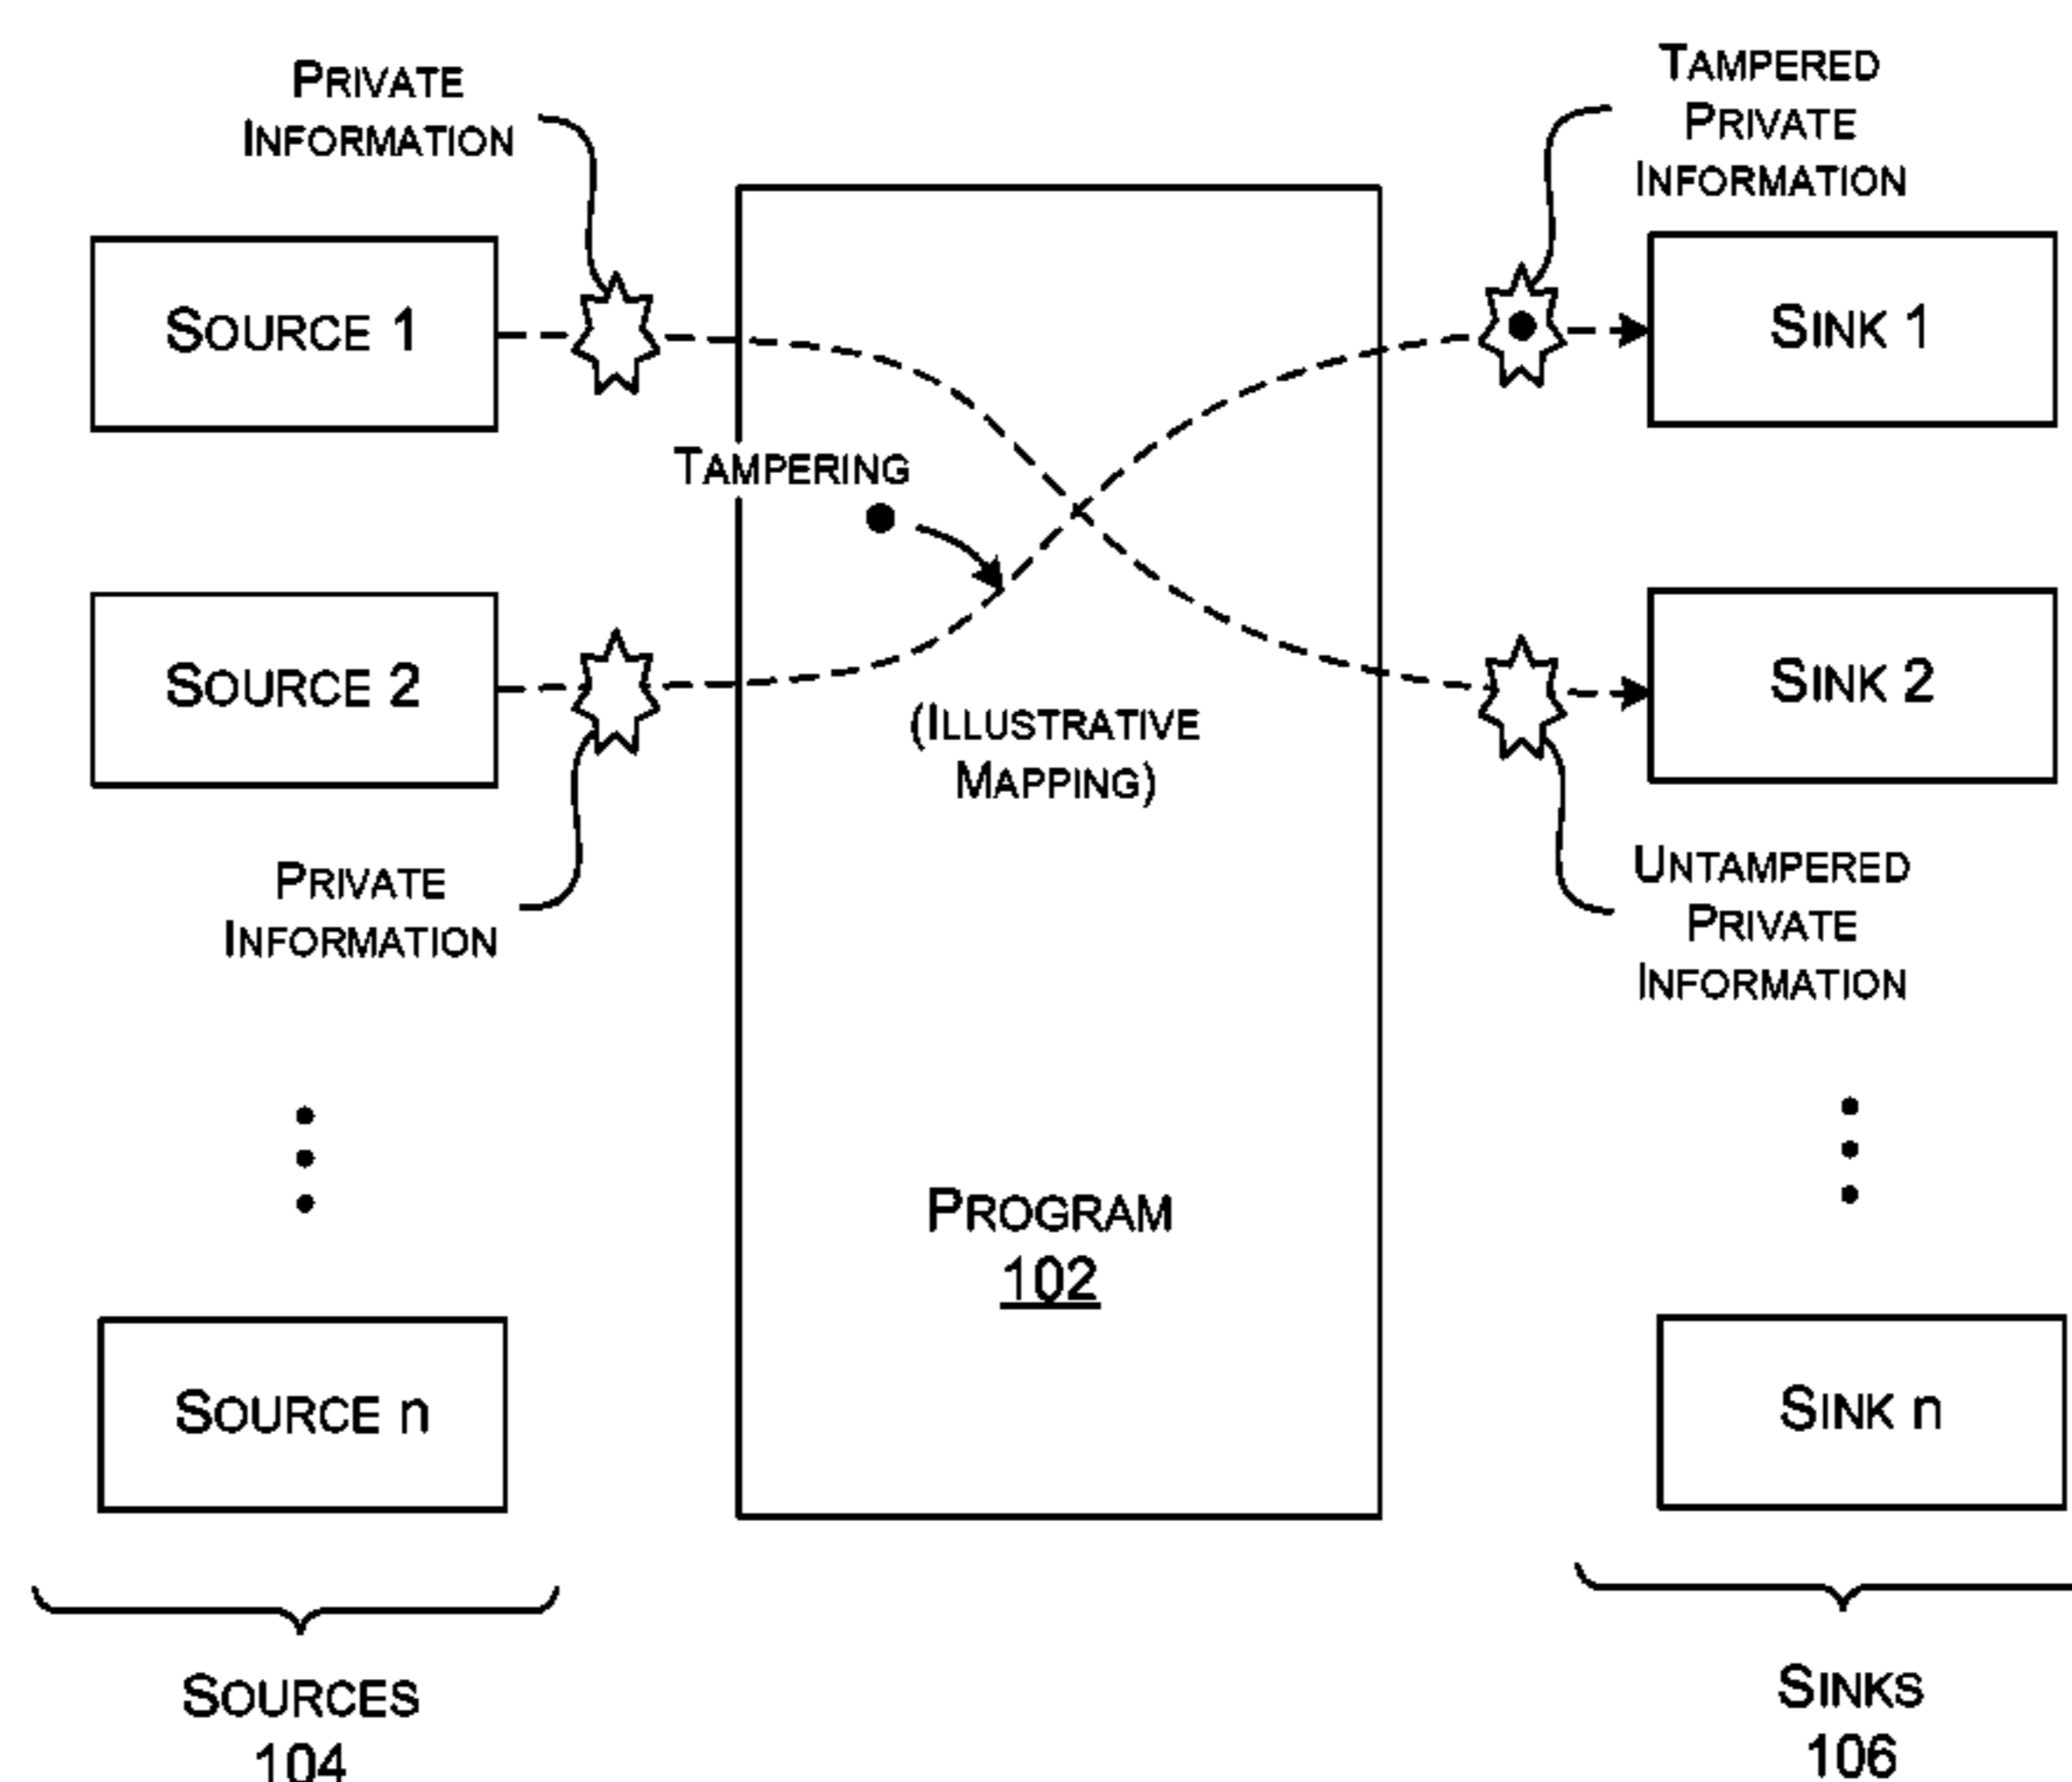 PRIVATE
INFORMATION
TAMPERED
PRIVATE
INFORMATION
SOURCE 1
SINK 1
TAMPERING
SOURCE 2
SINK 2
(ILLUSTRATIVE
MAPPING)
PRIVATE
INFORMATION
UNTAMPERED
PRIVATE
INFORMATION
PROGRAM
102
SOURCE n
SINK n
SOURCES
104
SINKS
106